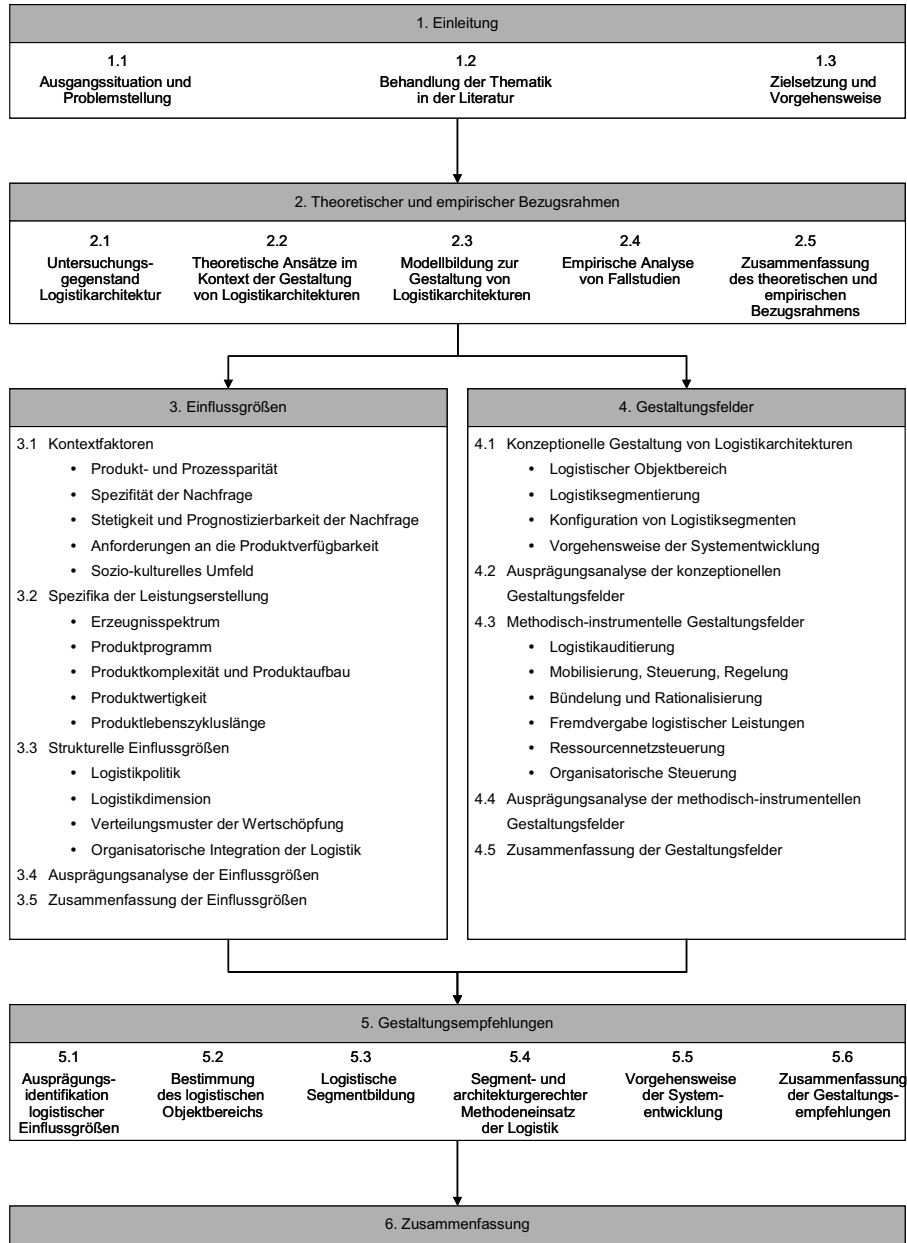 1. Einleitung
1.1
Ausgangssituation und
Problemstellung
1.2
Behandlung der Thematik
in der Literatur
1.3
Zielsetzung und
Vorgehensweise
2. Theoretischer und empirischer Bezugsrahmen
2.1
Untersuchungs-
gegenstand
Logistikarchitektur
2.2
Theoretische Ansätze im
Kontext der Gestaltung
von Logistikarchitekturen
2.3
Modellbildung zur
Gestaltung von
Logistikarchitekturen
2.4
Empirische Analyse
von Fallstudien
2.5
Zusammenfassung
des theoretischen und
empirischen
Bezugsrahmens
3. Einflussgrößen
3.1 Kontextfaktoren
• Produkt- und Prozessparität
• Spezifität der Nachfrage
• Stetigkeit und Prognostizierbarkeit der Nachfrage
• Anforderungen an die Produktverfügbarkeit
• Sozio-kulturelles Umfeld
3.2 Spezifika der Leistungserstellung
• Erzeugnisspektrum
• Produktprogramm
• Produktkomplexität und Produktaufbau
• Produktwertigkeit
• Produktlebenszykluslänge
3.3 Strukturelle Einflussgrößen
• Logistikpolitik
• Logistikdimension
• Verteilungsmuster der Wertschöpfung
• Organisatorische Integration der Logistik
3.4 Ausprägungsanalyse der Einflussgrößen
3.5 Zusammenfassung der Einflussgrößen
4. Gestaltungsfelder
4.1 Konzeptionelle Gestaltung von Logistikarchitekturen
• Logistischer Objektbereich
• Logistiksegmentierung
• Konfiguration von Logistiksegmenten
• Vorgehensweise der Systementwicklung
4.2 Ausprägungsanalyse der konzeptionellen
Gestaltungsfelder
4.3 Methodisch-instrumentelle Gestaltungsfelder
• Logistikauditierung
• Mobilisierung, Steuerung, Regelung
• Bündelung und Rationalisierung
• Fremdvergabe logistischer Leistungen
• Ressourcennetzsteuerung
• Organisatorische Steuerung
4.4 Ausprägungsanalyse der methodisch-instrumentellen
Gestaltungsfelder
4.5 Zusammenfassung der Gestaltungsfelder
5. Gestaltungsempfehlungen
5.1
Ausprägungs-
identifikation
logistischer
Einflussgrößen
5.2
Bestimmung
des logistischen
Objektbereichs
5.3
Logistische
Segmentbildung
5.4
Segment- und
architekturgerechter
Methodeneinsatz
der Logistik
5.5
Vorgehensweise
der System-
entwicklung
5.6
Zusammenfassung
der Gestaltungs-
empfehlungen
6. Zusammenfassung